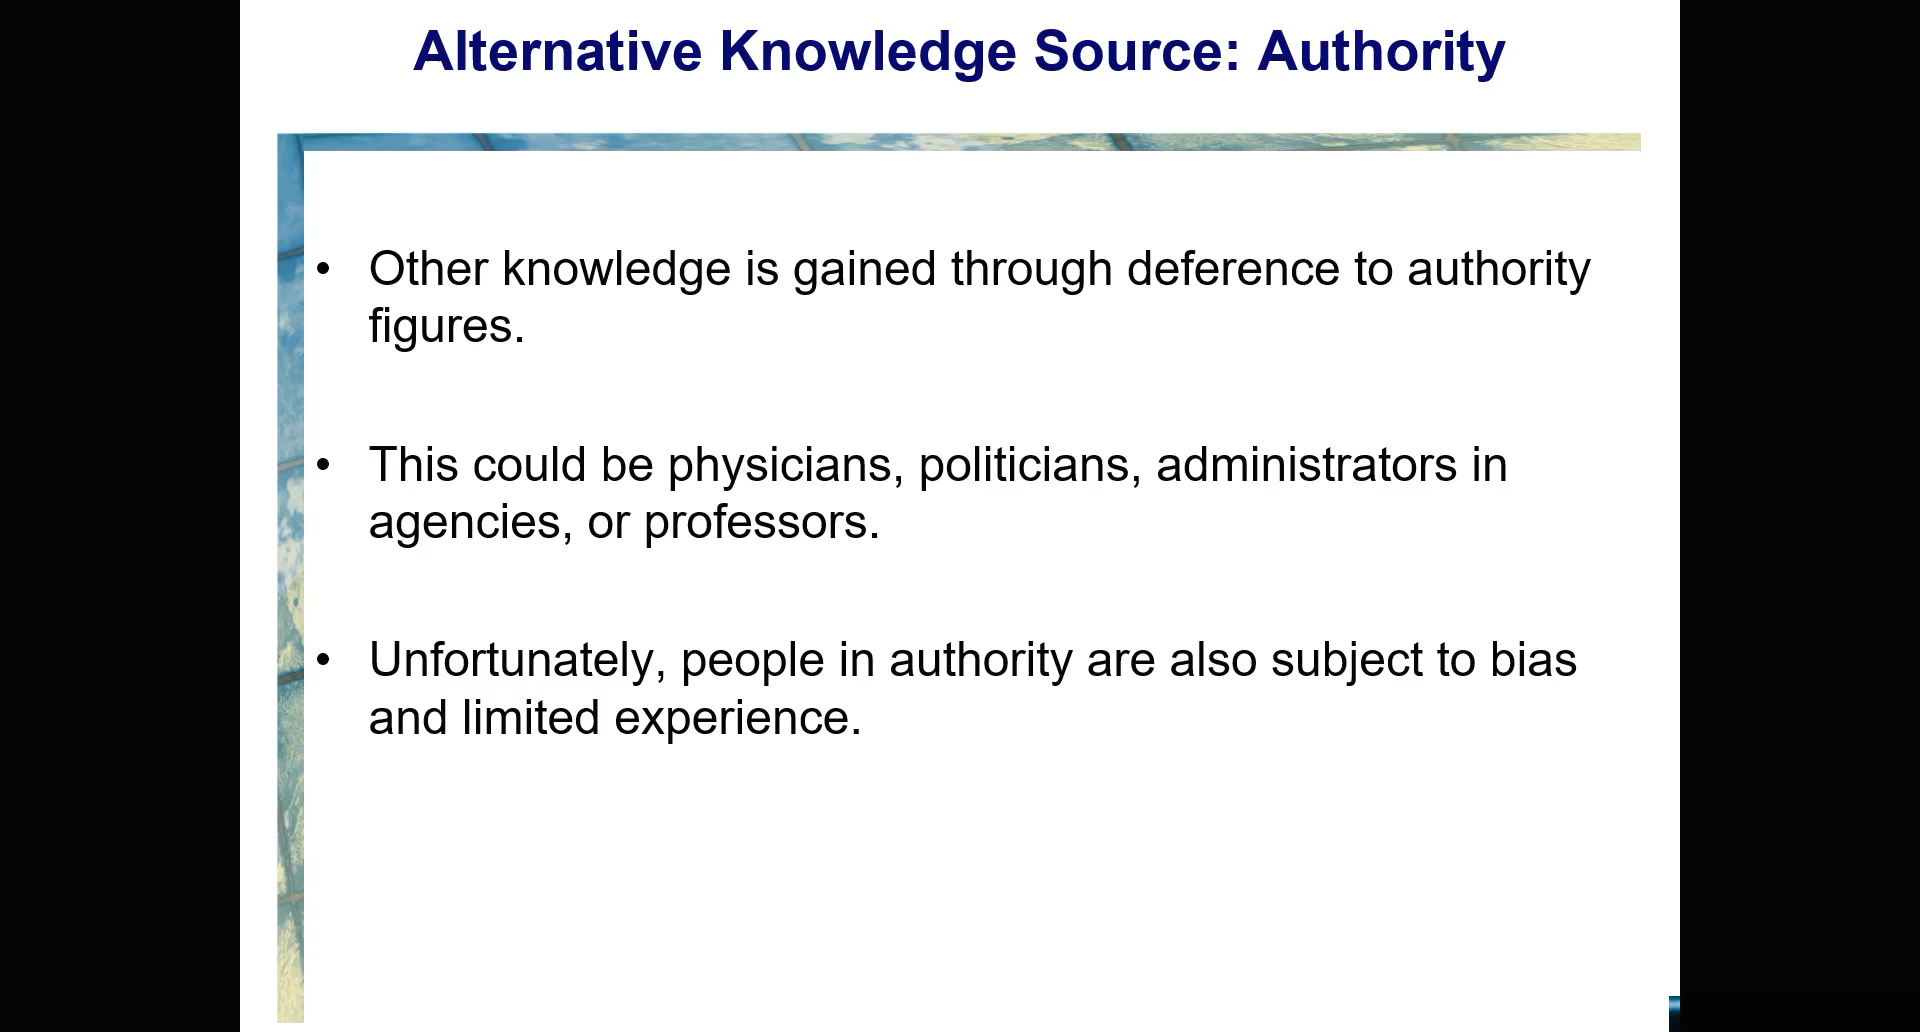 Alternative Knowledge Source: Authority
• Other knowledge is gained through deference to authority
figures.
• This could be physicians, politicians, administrators in
agencies, or professors.
• Unfortunately, people in authority are also subject to bias
and limited experience.